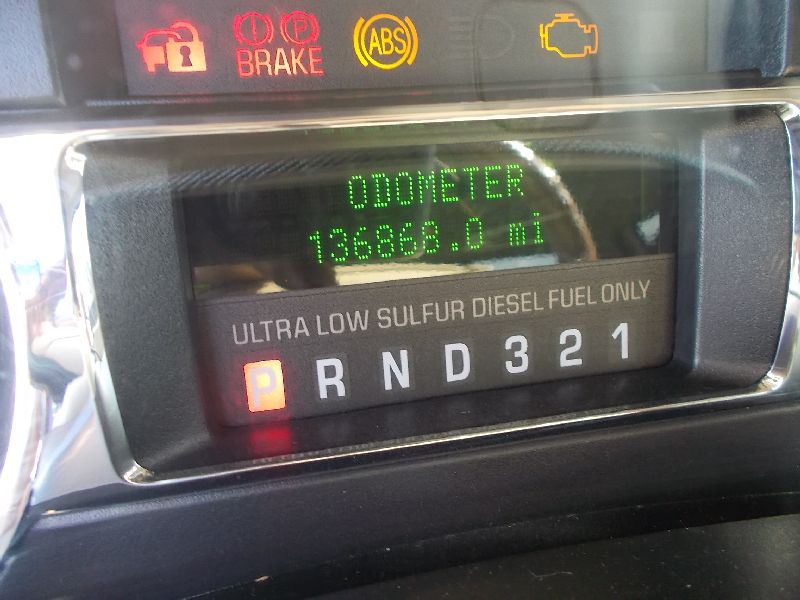 ! P
BRAKE
ABS
ODOMETER
136868.0 mi
ULTRA LOW SULFUR DIESEL FUEL ONLY
P R N D 3 2 1